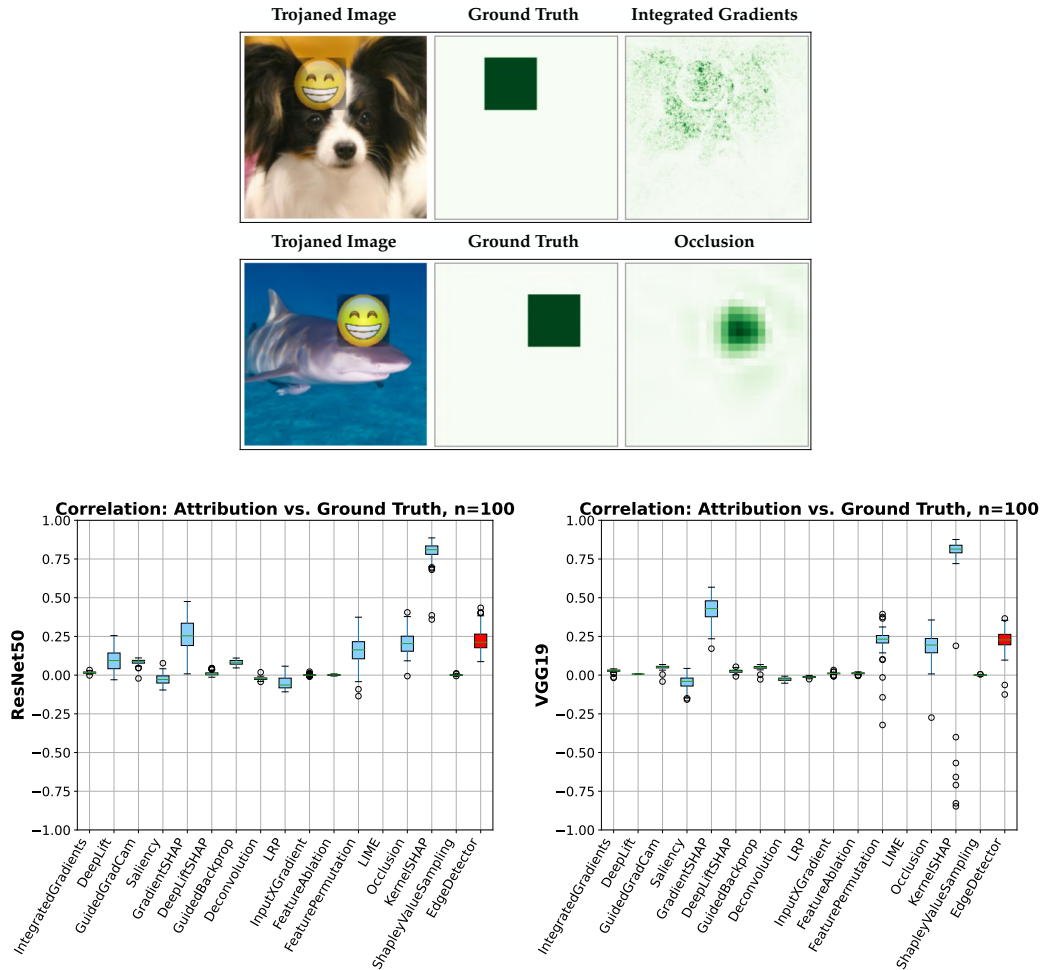 Trojaned Image Ground Truth Integrated Gradients
Trojaned Image Ground Truth Occlusion
Correlation: Attribution vs. Ground Truth, n=100
ResNet50
1.00
0.75
0.50
0.25
0.00
−0.25
−0.50
−0.75
−1.00
IntegratedGradients
DeepLift
GuidedGradCam
Saliency
GradientSHAP
DeepLiftSHAP
GuidedBackprop
Deconvolution
LRP
InputXGradient
FeatureAblation
FeaturePermutation
LIME
Occlusion
KernelSHAP
ShapleyValueSampling
EdgeDetector
Correlation: Attribution vs. Ground Truth, n=100
VGG19
1.00
0.75
0.50
0.25
0.00
−0.25
−0.50
−0.75
−1.00
IntegratedGradients
DeepLift
GuidedGradCam
Saliency
GradientSHAP
DeepLiftSHAP
GuidedBackprop
Deconvolution
LRP
InputXGradient
FeatureAblation
FeaturePermutation
LIME
Occlusion
KernelSHAP
ShapleyValueSampling
EdgeDetector